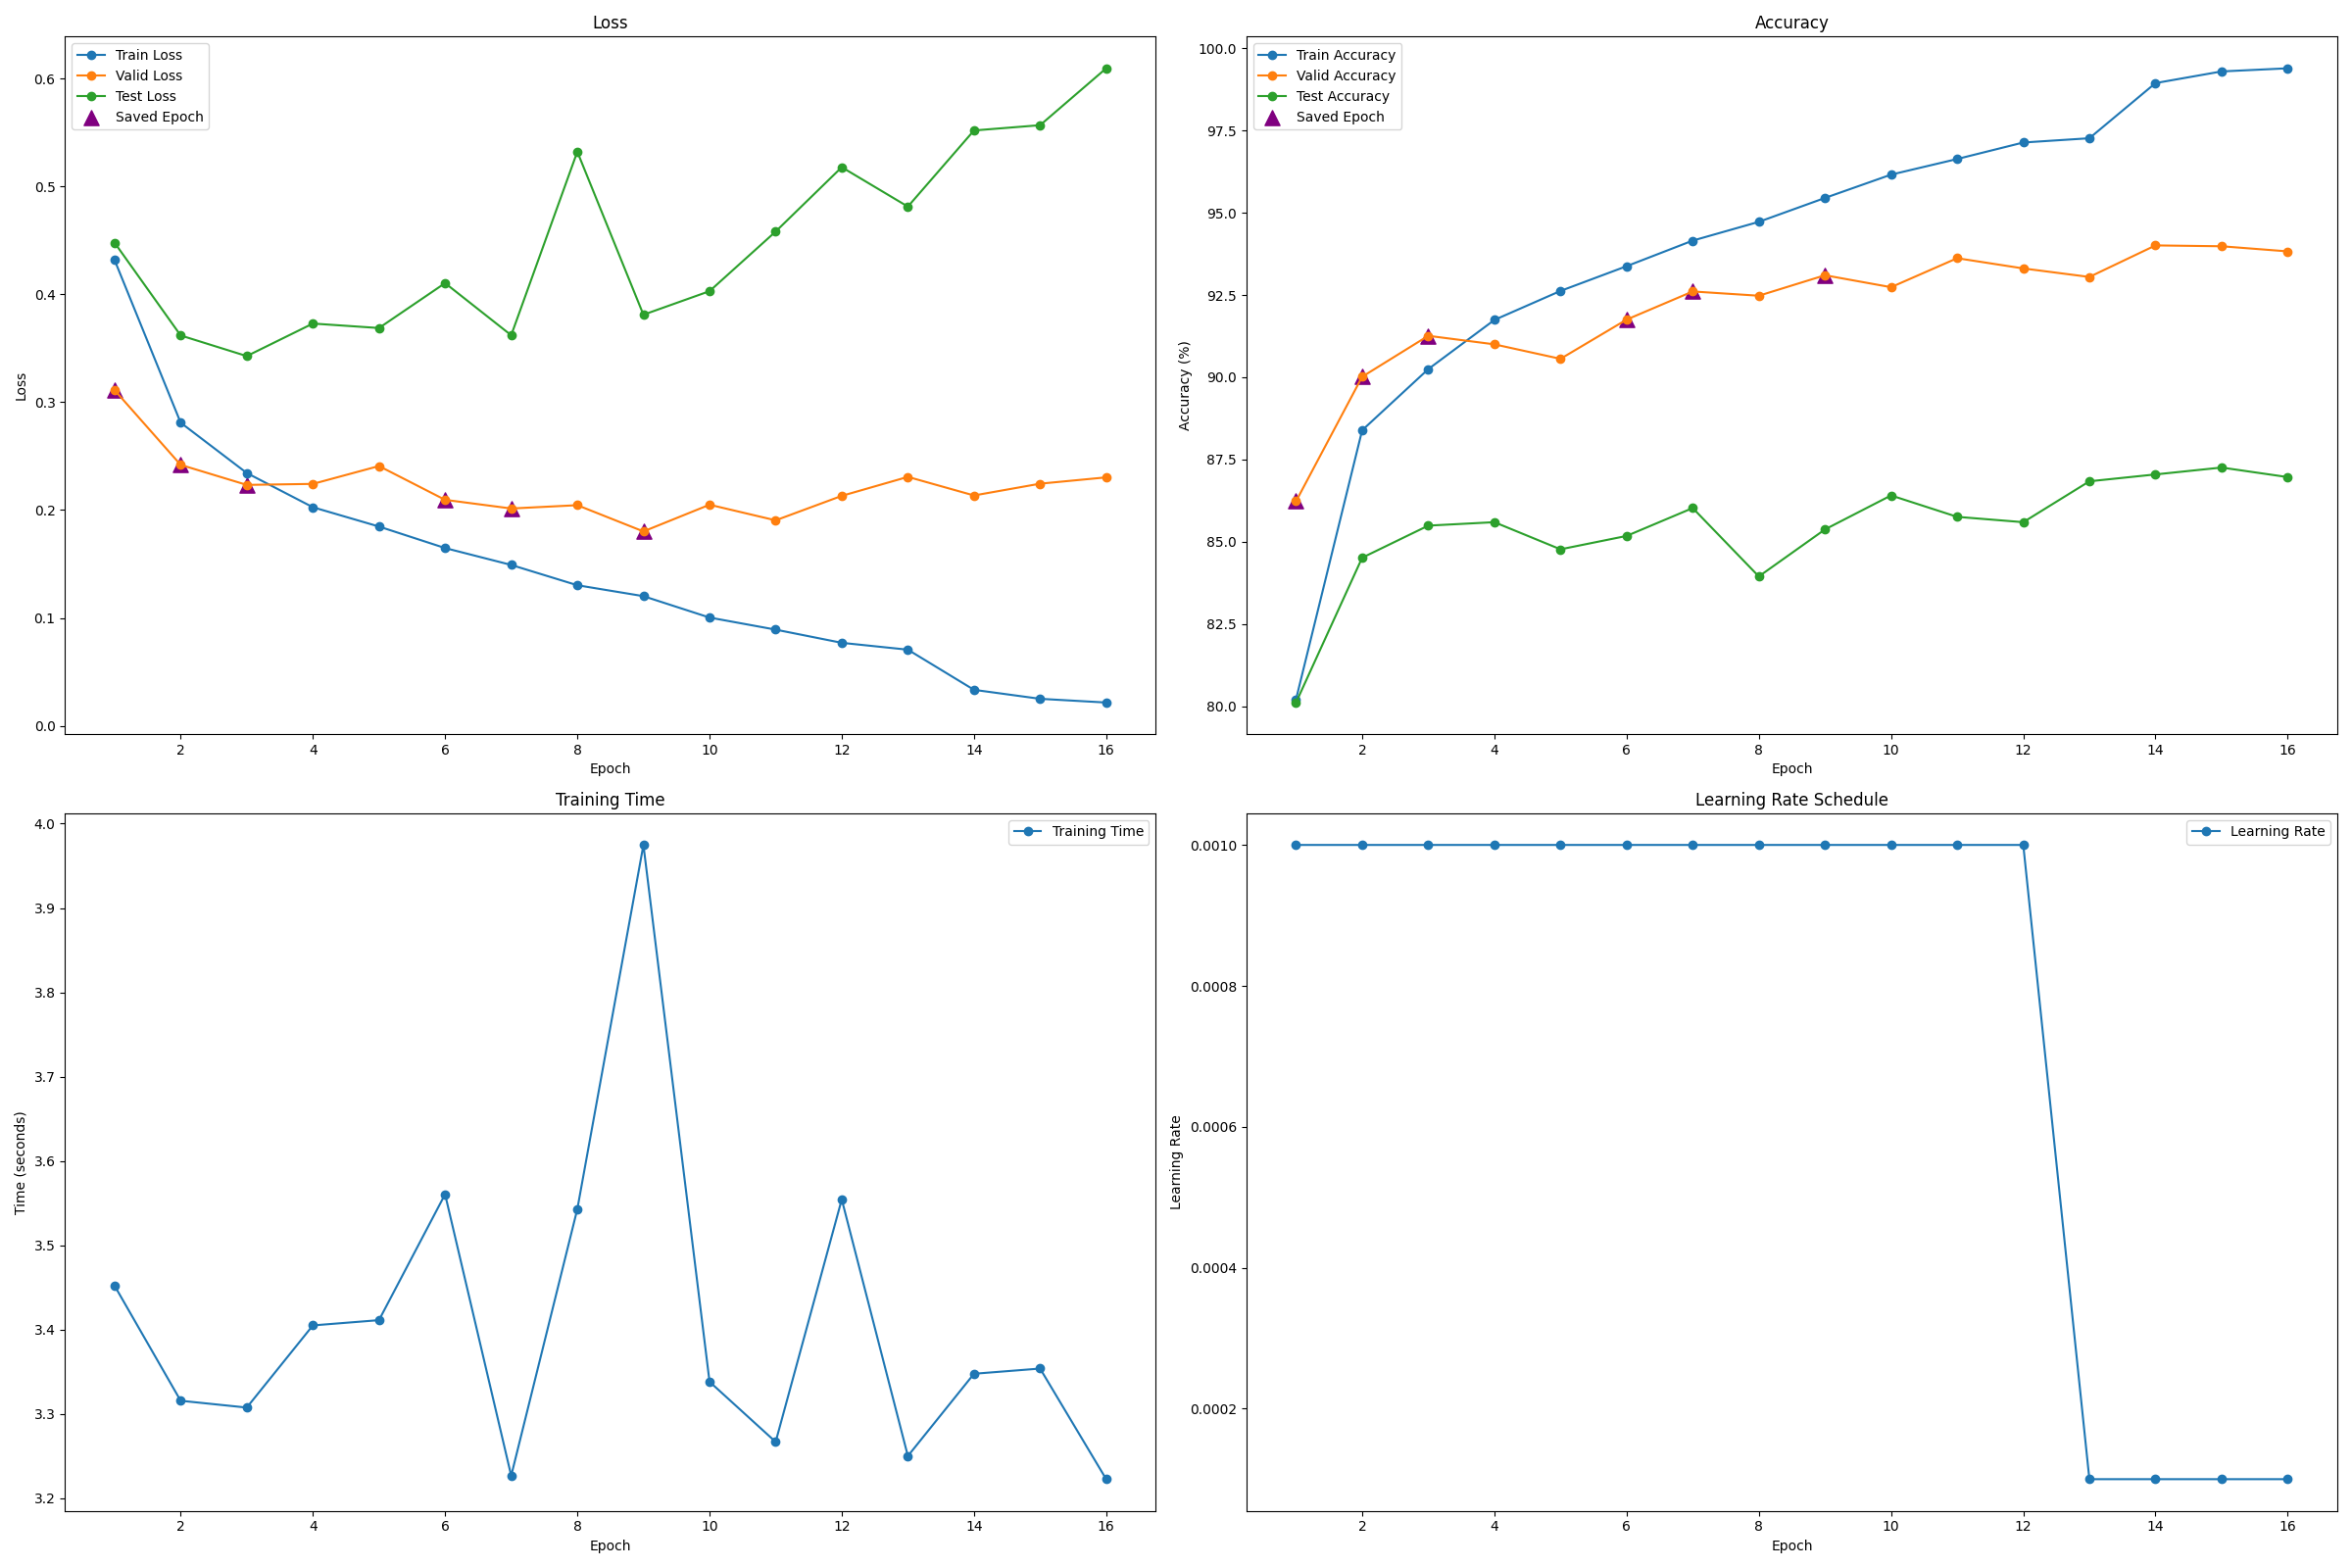 Loss
Train Loss
Valid Loss
Test Loss
Saved Epoch
0.6
0.5
0.4
0.3
0.2
0.1
0.0
Loss
2 4 6 8 10 12 14 16
Epoch
Accuracy
Train Accuracy
Valid Accuracy
Test Accuracy
Saved Epoch
100.0
97.5
95.0
92.5
90.0
87.5
85.0
82.5
80.0
Accuracy (%)
2 4 6 8 10 12 14 16
Epoch
Training Time
Training Time
4.0
3.9
3.8
3.7
3.6
3.5
3.4
3.3
3.2
Time (seconds)
2 4 6 8 10 12 14 16
Epoch
Learning Rate Schedule
Learning Rate
0.0010
0.0008
0.0006
0.0004
0.0002
Learning Rate
2 4 6 8 10 12 14 16
Epoch